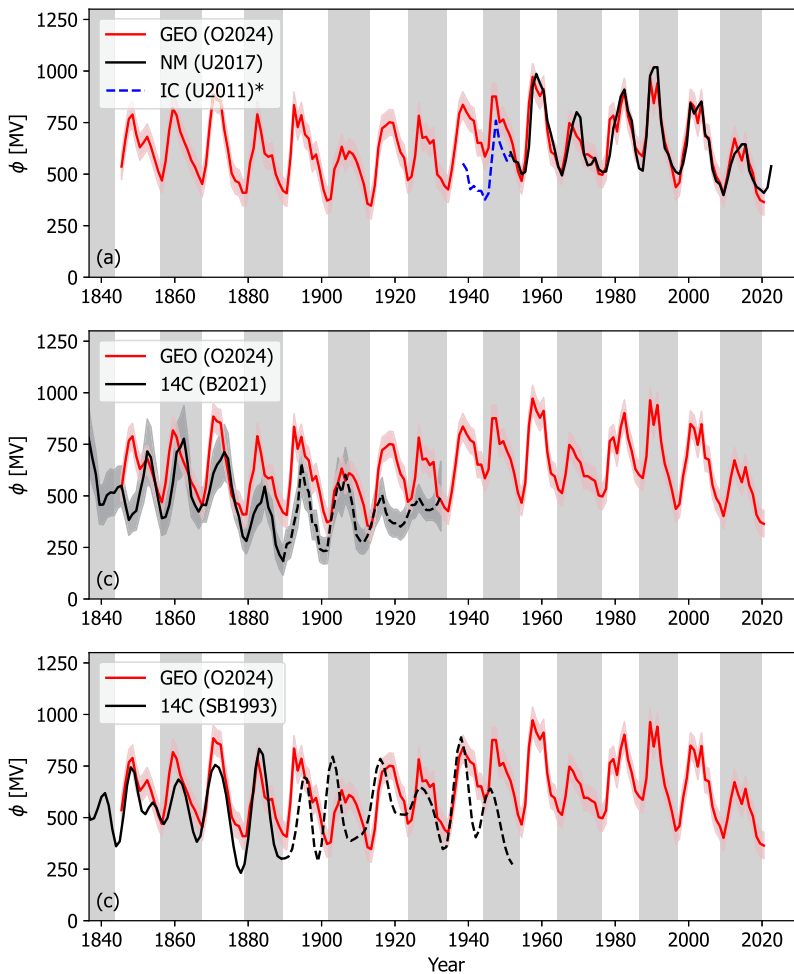 GEO (O2024)
NM (U2017)
IC (U2011)*
1250
1000
750
500
250
0
ϕ [MV]
(a)
1840 1860 1880 1900 1920 1940 1960 1980 2000 2020
GEO (O2024)
14C (B2021)
1250
1000
750
500
250
0
ϕ [MV]
(c)
1840 1860 1880 1900 1920 1940 1960 1980 2000 2020
GEO (O2024)
14C (SB1993)
1250
1000
750
500
250
0
ϕ [MV]
(c)
1840 1860 1880 1900 1920 1940 1960 1980 2000 2020
Year